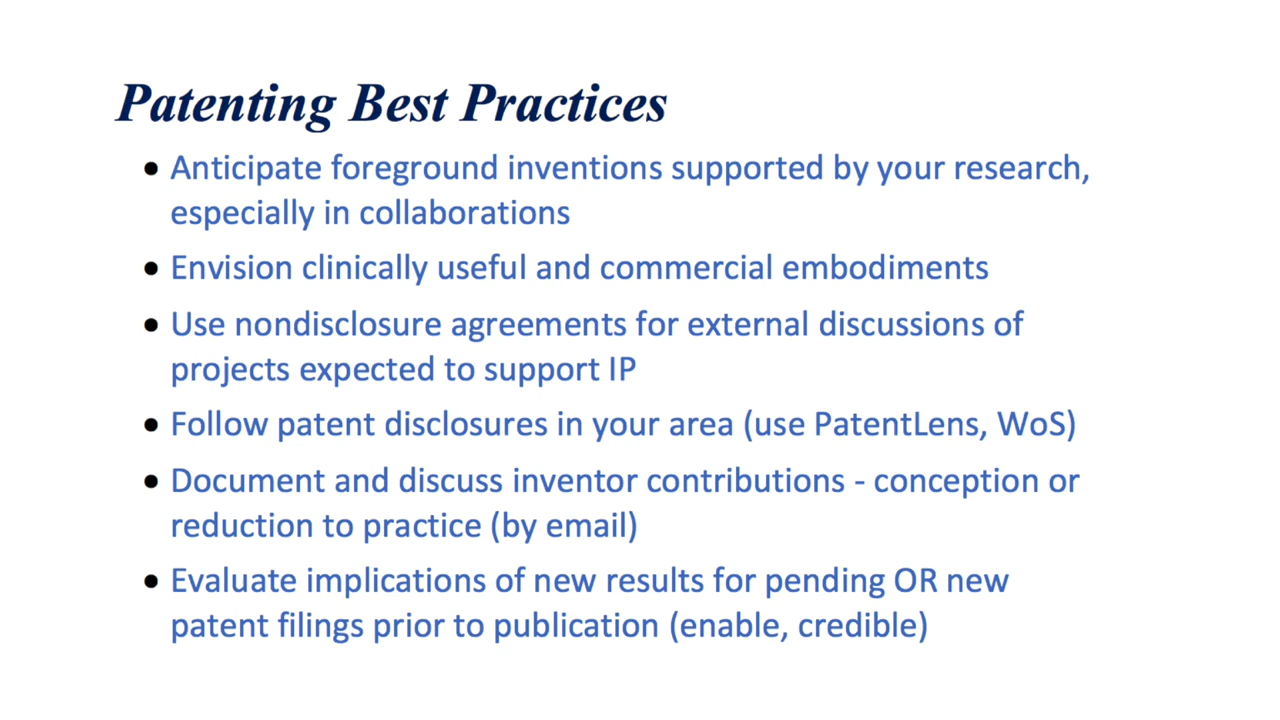 Patenting Best Practices
• Anticipate foreground inventions supported by your research,
especially in collaborations
• Envision clinically useful and commercial embodiments
• Use nondisclosure agreements for external discussions of
projects expected to support IP
• Follow patent disclosures in your area (use PatentLens, WoS)
• Document and discuss inventor contributions - conception or
reduction to practice (by email)
• Evaluate implications of new results for pending OR new
patent filings prior to publication (enable, credible)